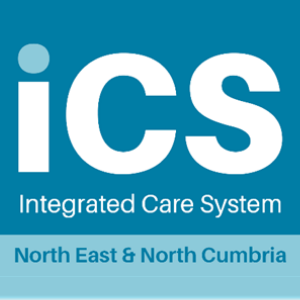 iCS
Integrated Care System
North East & North Cumbria